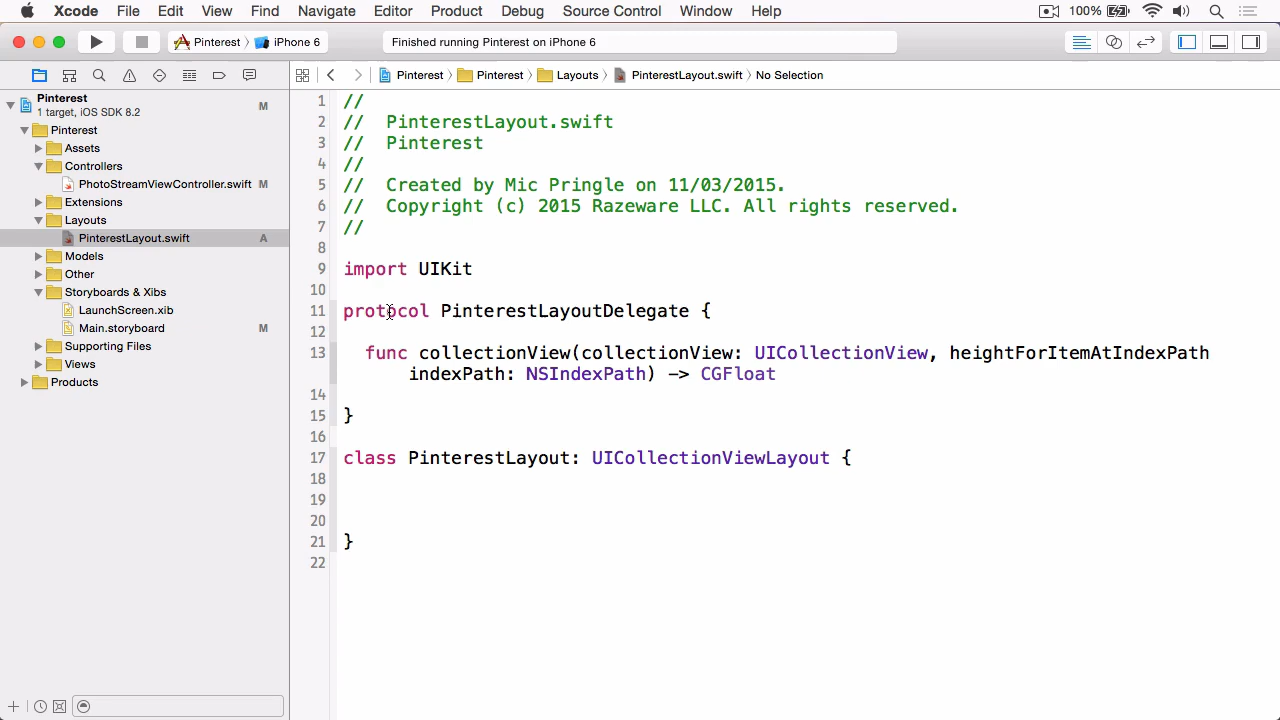 Xcode File Edit View Find Navigate Editor Product Debug Source Control Window Help 100%
Pinterest iPhone 6 Finished running Pinterest on iPhone 6
Pinterest Pinterest Layouts PinterestLayout.swift No Selection
Pinterest
1 target, iOS SDK 8.2 M
Pinterest
Assets
Controllers
PhotoStreamViewController.swift M
Extensions
Layouts
PinterestLayout.swift A
Models
Other
Storyboards & Xibs
LaunchScreen.xib
Main.storyboard M
Supporting Files
Views
Products
1 //
2 // PinterestLayout.swift
3 // Pinterest
4 //
5 // Created by Mic Pringle on 11/03/2015.
6 // Copyright (c) 2015 Razeware LLC. All rights reserved.
7 //
8
9 import UIKit
10
11 protocol PinterestLayoutDelegate {
12
13 func collectionView(collectionView: UICollectionView, heightForItemAtIndexPath
indexPath: NSIndexPath) -> CGFloat
14
15 }
16
17 class PinterestLayout: UICollectionViewLayout {
18
19
20
21 }
22